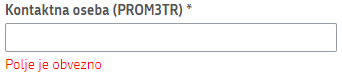 Kontaktna oseba (PROM3TR) *
Polje je obvezno